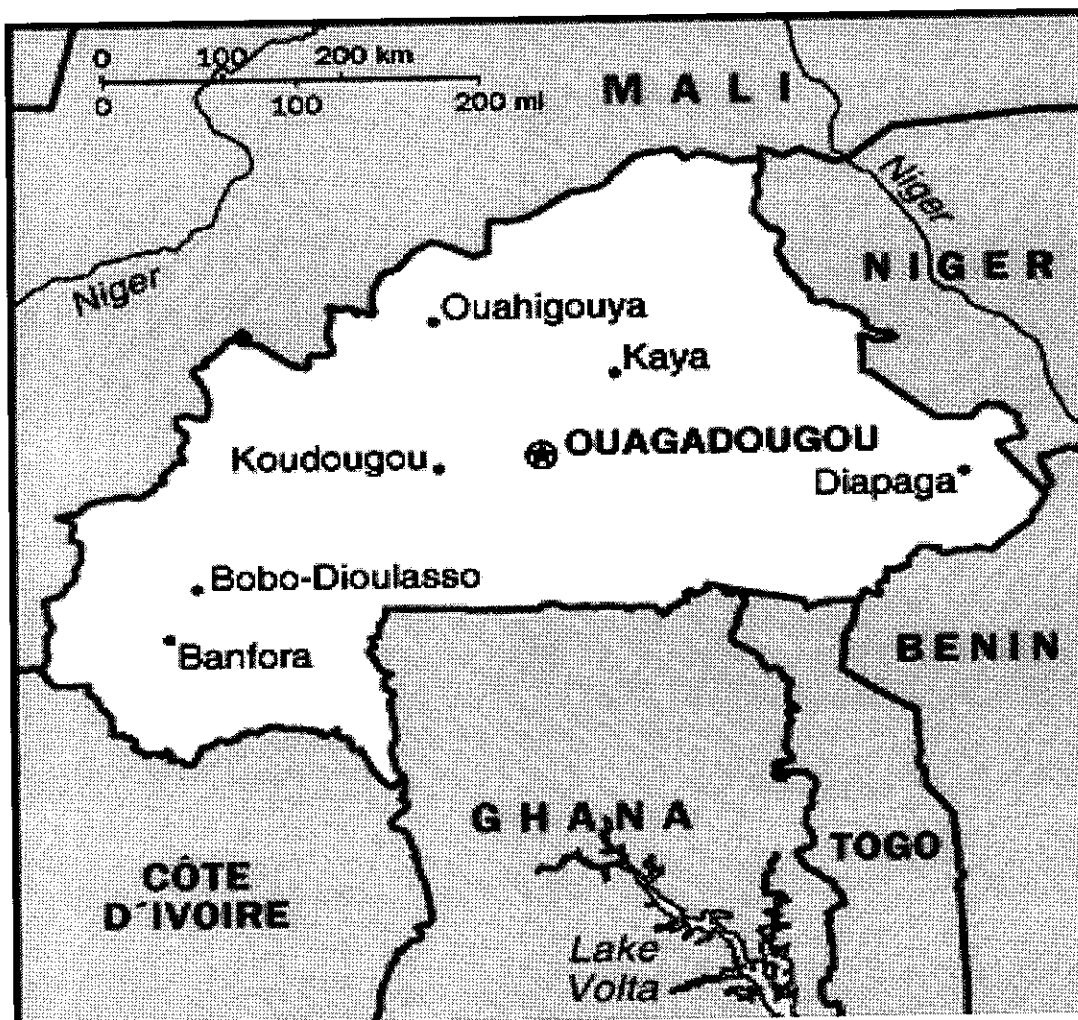 0 100 200 km
0 100 200 mi
MALI
Niger
Niger
NIGER
Ouahigouya
Kaya
OUAGADOUGOU
Koudougou
Diapaga
Bobo-Dioulasso
Banfora
BENIN
GHANA
TOGO
CÔTE
D´IVOIRE
Lake
Volta